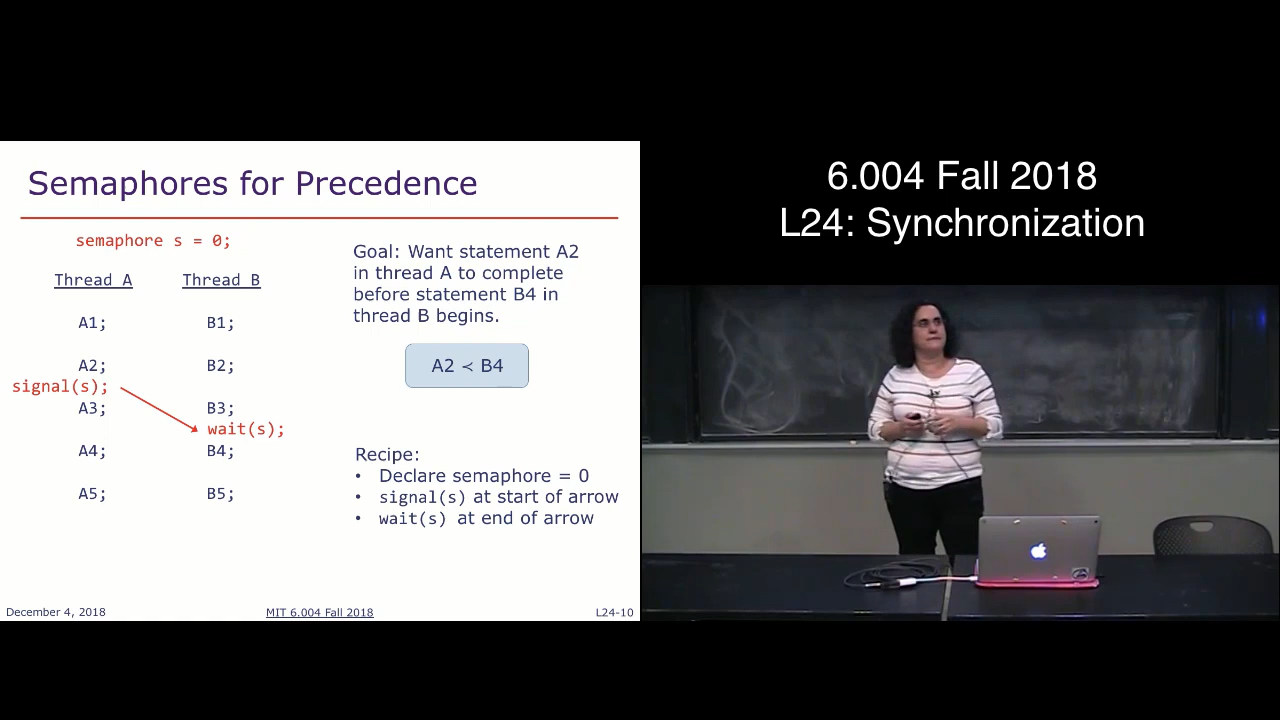 Semaphores for Precedence
semaphore s = 0;
Thread A Thread B
A1; B1;
A2; B2;
signal(s);
A3; B3;
wait(s);
A4; B4;
A5; B5;
Goal: Want statement A2
in thread A to complete
before statement B4 in
thread B begins.
A2 ≺ B4
Recipe:
• Declare semaphore = 0
• signal(s) at start of arrow
• wait(s) at end of arrow
December 4, 2018 MIT 6.004 Fall 2018 L24-10
6.004 Fall 2018
L24: Synchronization